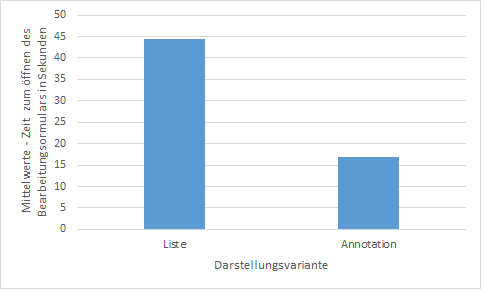 Mittelwerte - Zeit zum öffnen des
Bearbeitungsormulars in Sekunden
50
45
40
35
30
25
20
15
10
5
0
Liste
Annotation
Darstellungsvariante